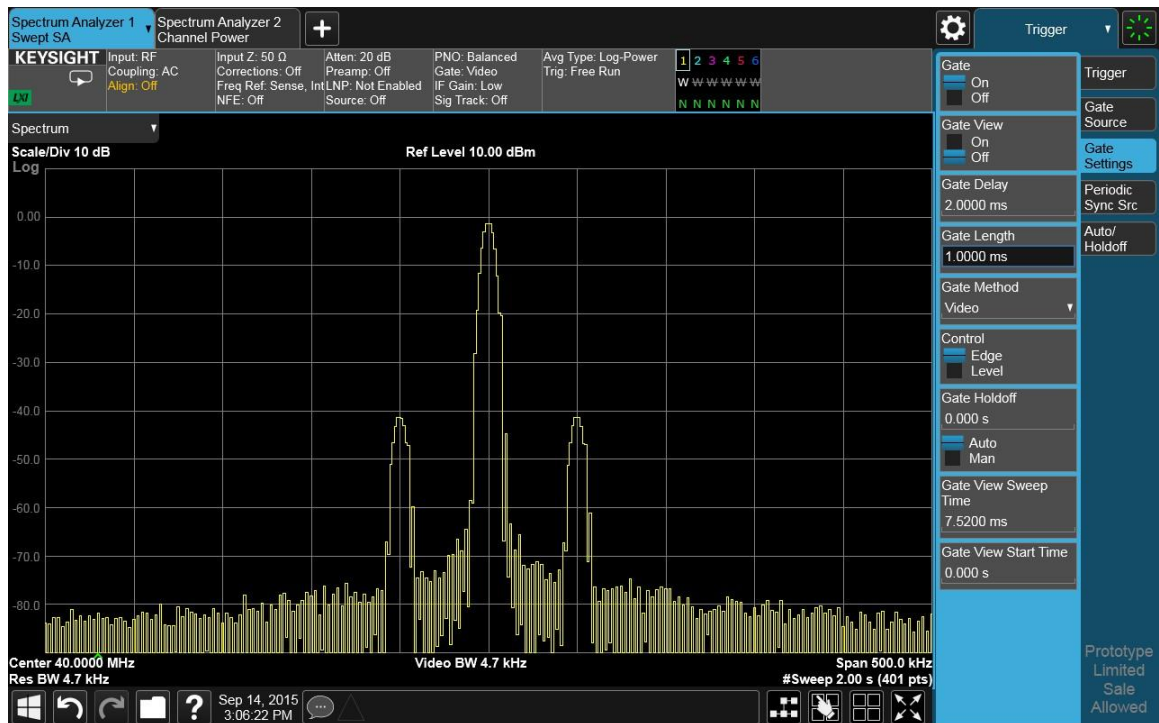 Spectrum Analyzer 1
Swept SA
Spectrum Analyzer 2
Channel Power
Trigger
KEYSIGHT
LXI
Input: RF
Coupling: AC
Align: Off
Input Z: 50 Ω
Corrections: Off
Freq Ref: Sense, Int
NFE: Off
Atten: 20 dB
Preamp: Off
LNP: Not Enabled
Source: Off
PNO: Balanced
Gate: Video
IF Gain: Low
Sig Track: Off
Avg Type: Log-Power
Trig: Free Run
1 2 3 4 5 6
W W W W W W
N N N N N N
Spectrum
Scale/Div 10 dB
Ref Level 10.00 dBm
Log
0.00
-10.0
-20.0
-30.0
-40.0
-50.0
-60.0
-70.0
-80.0
Center 40.0000 MHz
Video BW 4.7 kHz
Span 500.0 kHz
Res BW 4.7 kHz
#Sweep 2.00 s (401 pts)
Gate
On
Off
Gate View
On
Off
Gate Delay
2.0000 ms
Gate Length
1.0000 ms
Gate Method
Video
Control
Edge
Level
Gate Holdoff
0.000 s
Auto
Man
Gate View Sweep
Time
7.5200 ms
Gate View Start Time
0.000 s
Trigger
Gate
Source
Gate
Settings
Periodic
Sync Src
Auto/
Holdoff
Prototype
Limited
Sale
Allowed
?
Sep 14, 2015
3:06:22 PM